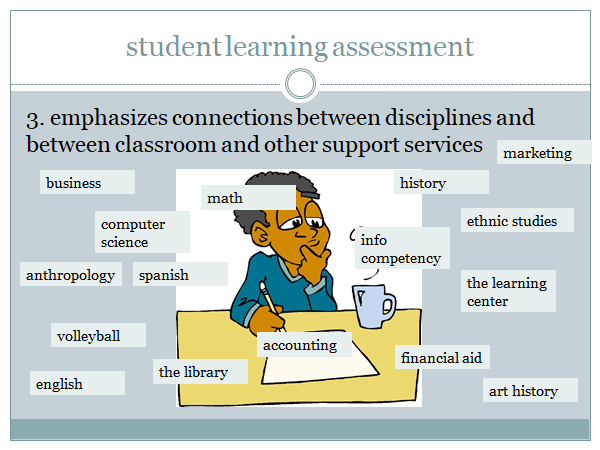 student learning assessment
3. emphasizes connections between disciplines and
between classroom and other support services
marketing
business
math
history
computer
science
ethnic studies
info
competency
anthropology
spanish
the learning
center
volleyball
accounting
financial aid
the library
english
art history